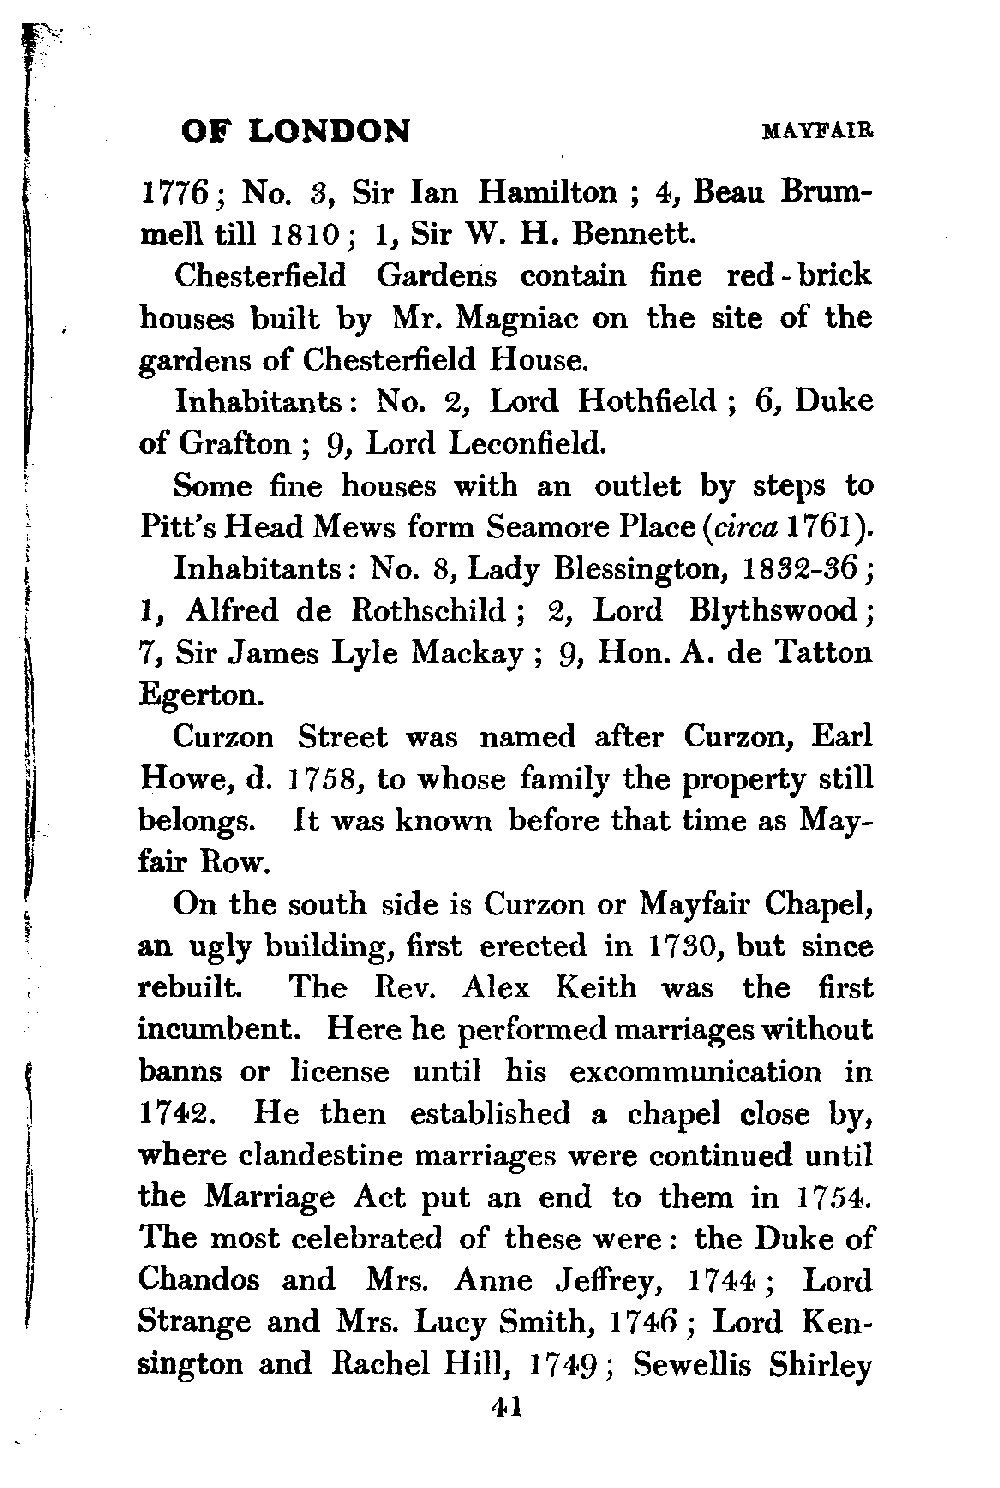 OF LONDON MAYFAIR
1776; No. 3, Sir Ian Hamilton ; 4, Beau Brum-
mell till 1810; 1, Sir W. H. Bennett.
Chesterfield Gardens contain fine red-brick
houses built by Mr. Magniac on the site of the
gardens of Chesterfield House.
Inhabitants: No. 2, Lord Hothfield ; 6, Duke
of Grafton ; 9, Lord Leconfield.
Some fine houses with an outlet by steps to
Pitt's Head Mews form Seamore Place (circa 1761).
Inhabitants: No. 8, Lady Blessington, 1832-36;
1, Alfred de Rothschild ; 2, Lord Blythswood;
7, Sir James Lyle Mackay ; 9, Hon. A. de Tatton
Egerton.
Curzon Street was named after Curzon, Earl
Howe, d. 1758, to whose family the property still
belongs. It was known before that time as May-
fair Row.
On the south side is Curzon or Mayfair Chapel,
an ugly building, first erected in 1730, but since
rebuilt. The Rev. Alex Keith was the first
incumbent. Here he performed marriages without
banns or license until his excommunication in
1742. He then established a chapel close by,
where clandestine marriages were continued until
the Marriage Act put an end to them in 1754.
The most celebrated of these were: the Duke of
Chandos and Mrs. Anne Jeffrey, 1744; Lord
Strange and Mrs. Lucy Smith, 1746; Lord Ken-
sington and Rachel Hill, 1749; Sewellis Shirley
41